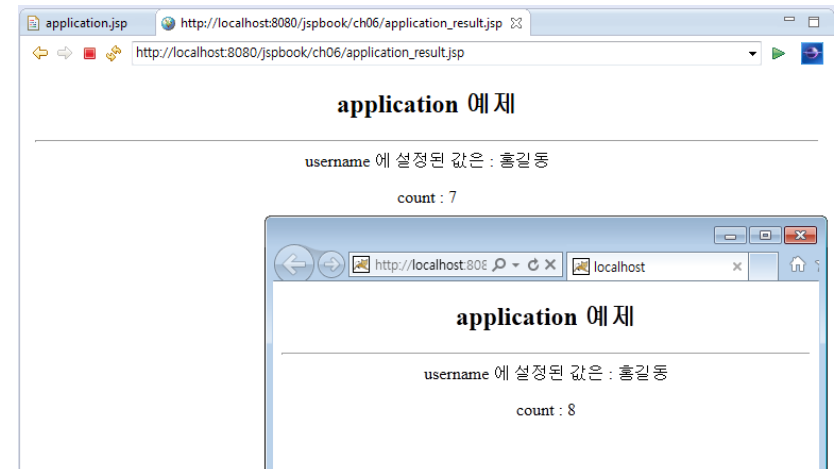 application.jsp
http://localhost:8080/jspbook/ch06/application_result.jsp
http://localhost:8080/jspbook/ch06/application_result.jsp
application 예제
username 에 설정된 값은 : 홍길동
count : 7
http://localhost:808
localhost
application 예제
username 에 설정된 값은 : 홍길동
count : 8